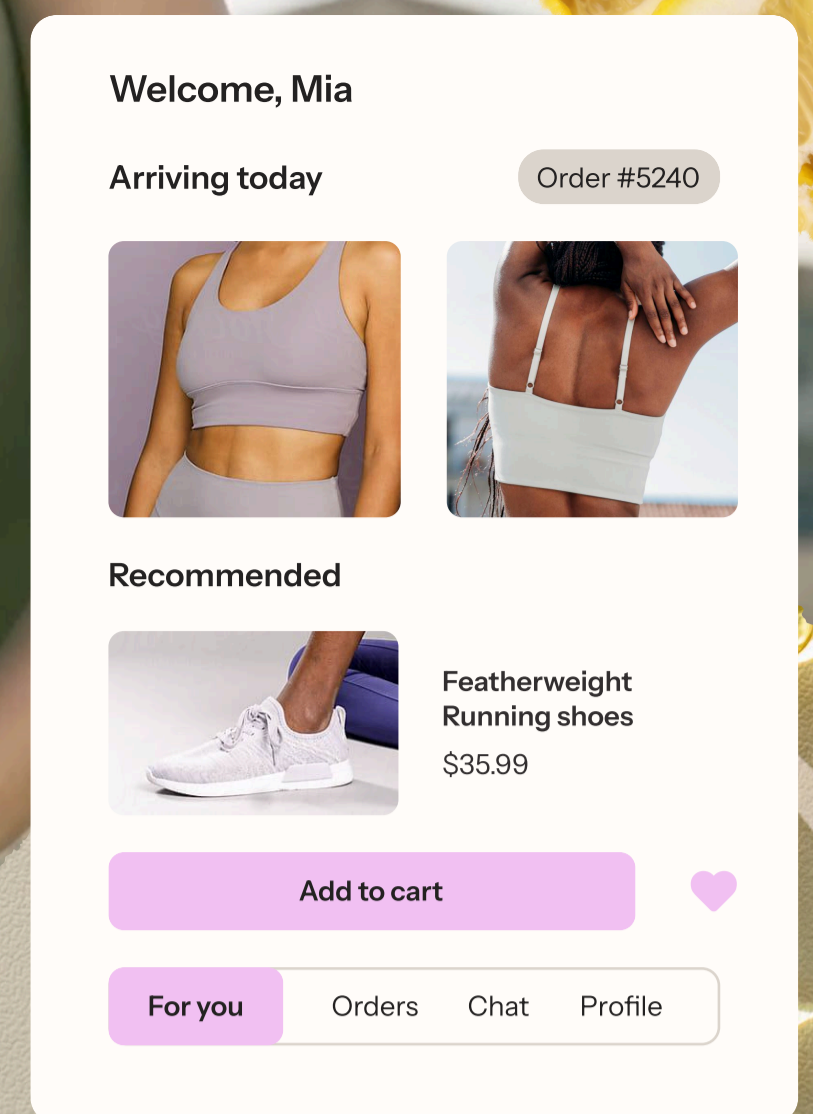 Welcome, Mia
Arriving today
Order #5240
Recommended
Featherweight
Running shoes
$35.99
Add to cart
For you
Orders
Chat
Profile